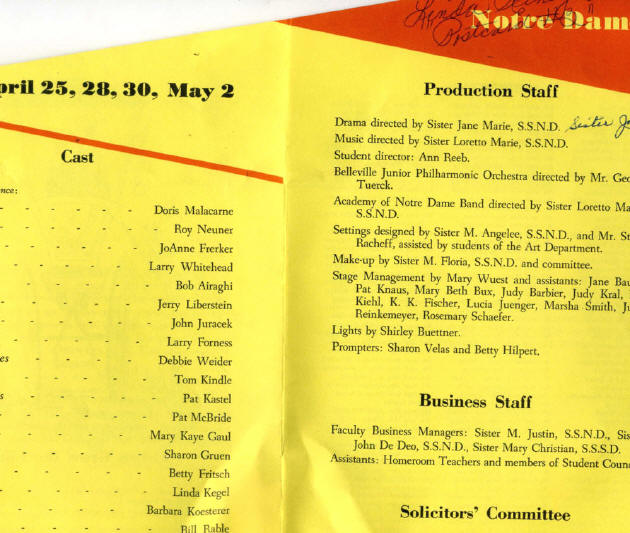 April 25, 28, 30, May 2
Cast
Doris Malacarne
Roy Neuner
JoAnne Frerker
Larry Whitehead
Bob Airaghi
Jerry Liberstein
John Juracek
Larry Forness
Debbie Weider
Tom Kindle
Pat Kastel
Pat McBride
Mary Kaye Gaul
Sharon Gruen
Betty Fritsch
Linda Kegel
Barbara Koesterer
Bill Rable
Linda
Notre Dam
Production Staff
Drama directed by Sister Jane Marie, S.S.N.D. Sister
Music directed by Sister Loretto Marie, S.S.N.D.
Student director: Ann Reeb.
Belleville Junior Philharmonic Orchestra directed by Mr. Geo
Tuerck.
Academy of Notre Dame Band directed by Sister Loretto Ma
S.S.N.D.
Settings designed by Sister M. Angelee, S.S.N.D., and Mr. St
Racheff, assisted by students of the Art Department.
Make-up by Sister M. Floria, S.S.N.D. and committee.
Stage Management by Mary Wuest and assistants: Jane Bau
Pat Knaus, Mary Beth Bux, Judy Barbier, Judy Kral,
Kiehl, K. K. Fischer, Lucia Juenger, Marsha Smith, Ju
Reinkemeyer, Rosemary Schaefer.
Lights by Shirley Buettner.
Prompters: Sharon Velas and Betty Hilpert.
Business Staff
Faculty Business Managers: Sister M. Justin, S.S.N.D., Sis
John De Deo, S.S.N.D., Sister Mary Christian, S.S.S.D.
Assistants: Homeroom Teachers and members of Student Counc
Solicitors' Committee